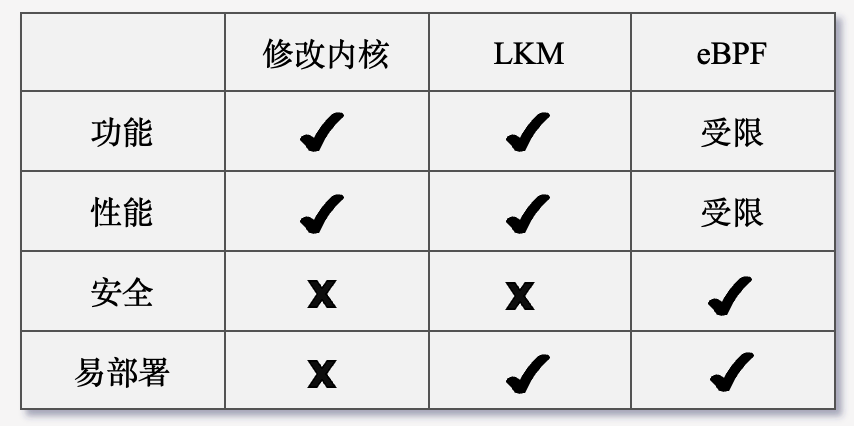 修改内核 LKM eBPF
功能 ✓ ✓ 受限
性能 ✓ ✓ 受限
安全 x x ✓
易部署 x ✓ ✓